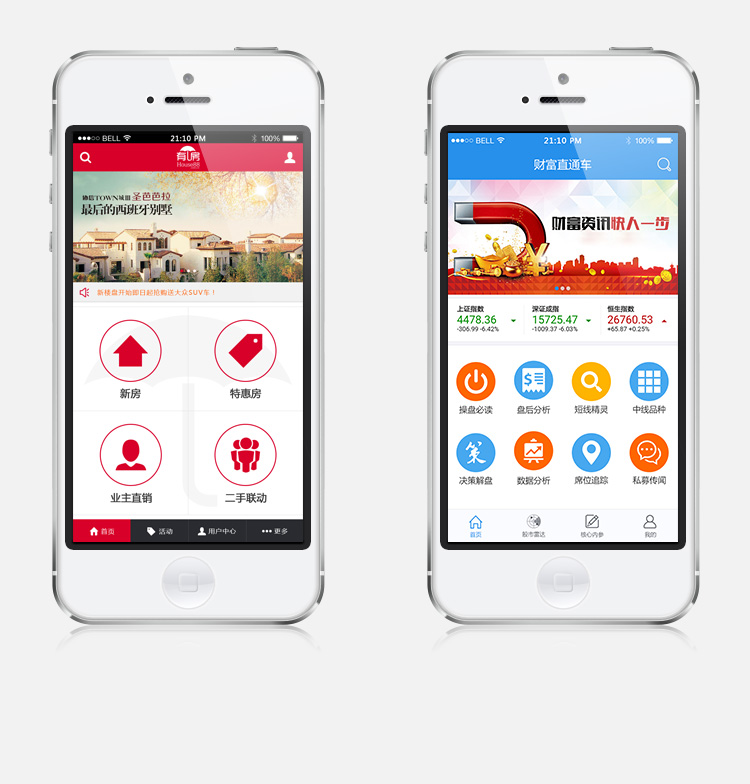 BELL
21:10 PM
100%
有房
House
协信TOWN城邦 圣芭芭拉
最后的西班牙别墅
新楼盘开始即日起抢购送大众SUV车！
新房
特惠房
业主直销
二手联动
首页
活动
用户中心
更多
BELL
21:10 PM
100%
财富直通车
财富资讯快人一步
上证指数
4478.36
-306.99 -6.42%
深证成指
15725.47
-1009.37 -6.03%
恒生指数
26760.53
+65.87 +0.25%
操盘必读
盘后分析
短线精灵
中线品种
策
决策解盘
数据分析
席位追踪
私募传闻
首页
股市雷达
核心内参
我的